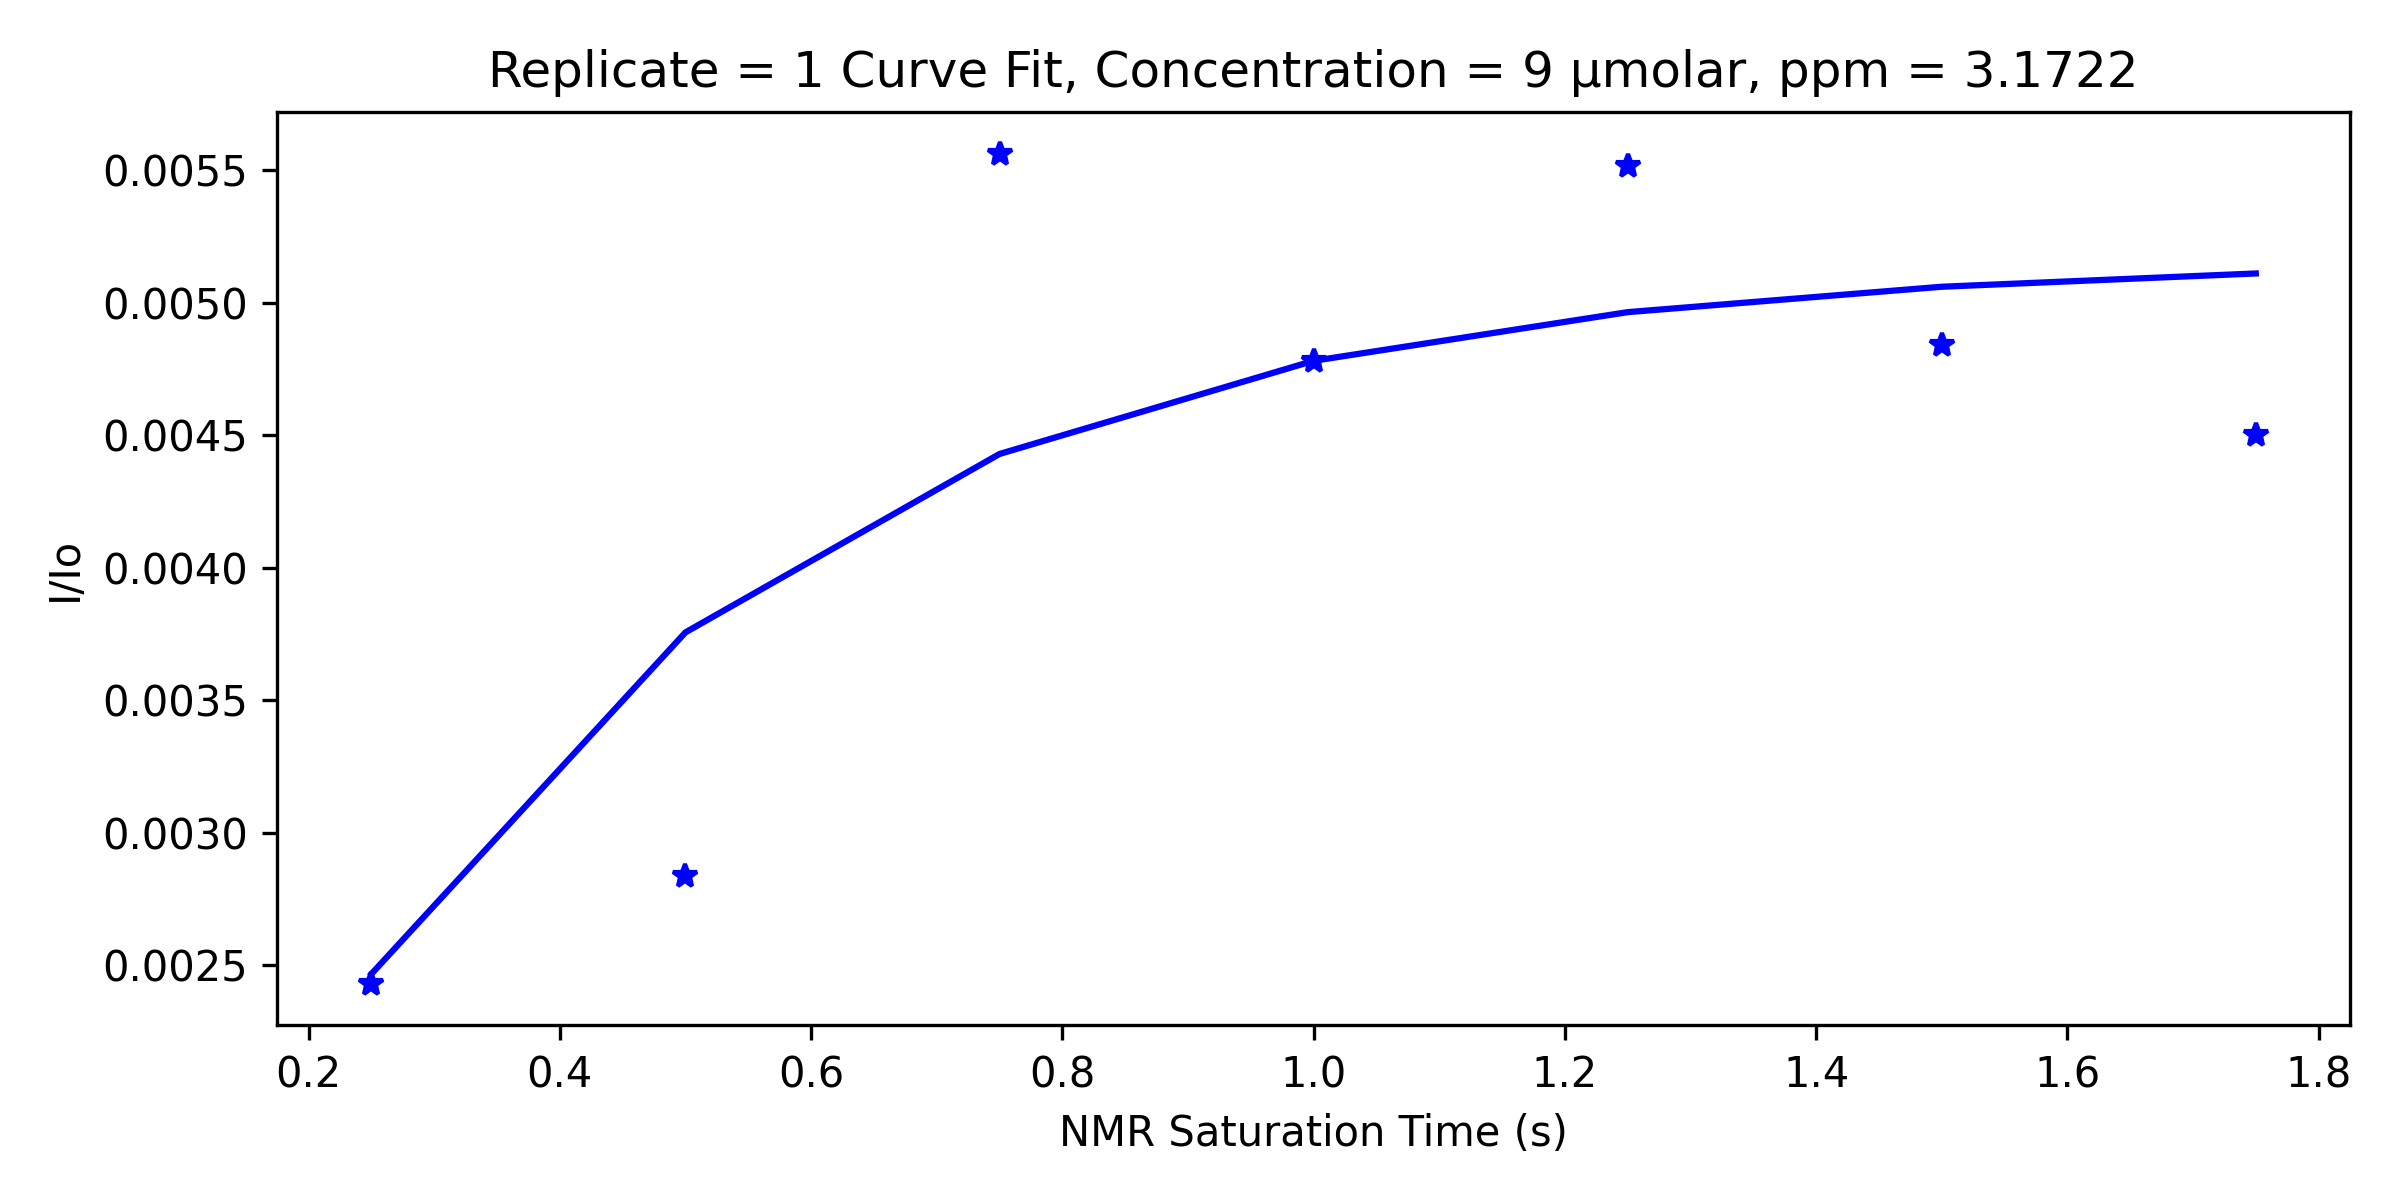 Replicate = 1 Curve Fit, Concentration = 9 μmolar, ppm = 3.1722
0.0055
0.0050
0.0045
0.0040
0.0035
0.0030
0.0025
I/Io
0.2 0.4 0.6 0.8 1.0 1.2 1.4 1.6 1.8
NMR Saturation Time (s)